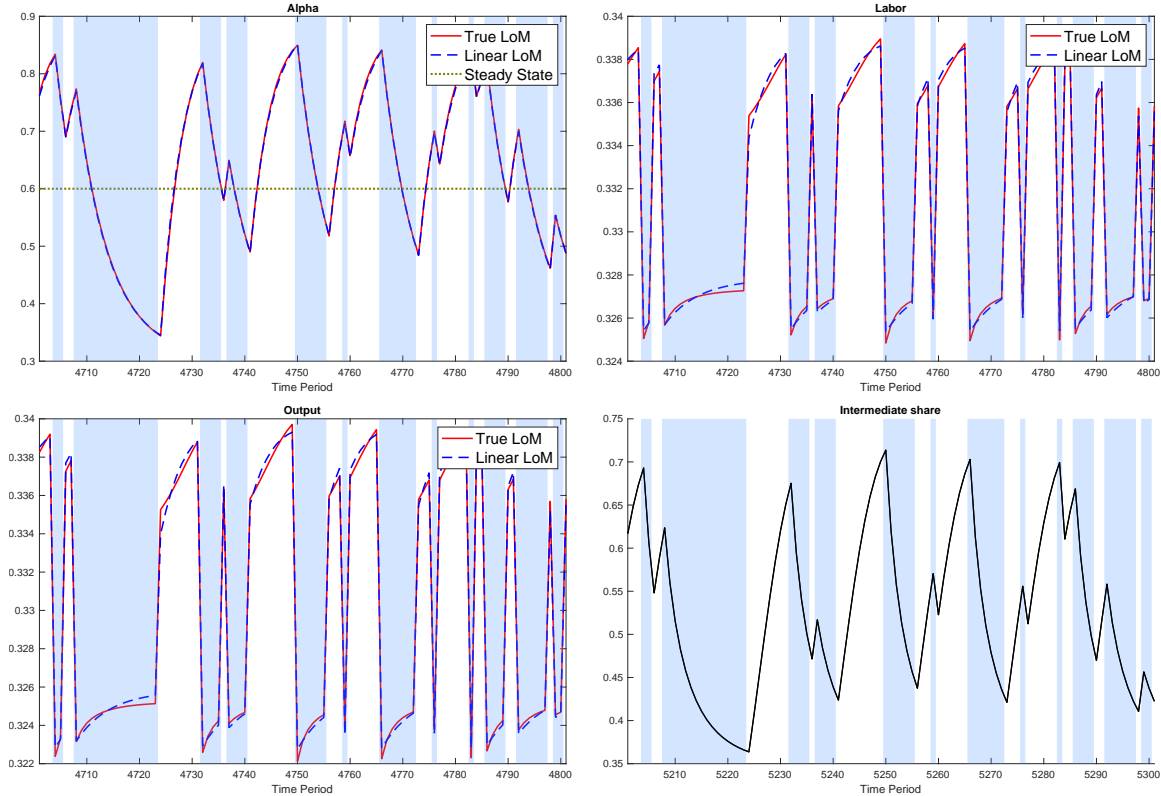 Alpha
0.9
0.8
0.7
0.6
0.5
0.4
0.3
True LoM
Linear LoM
Steady State
4710 4720 4730 4740 4750 4760 4770 4780 4790 4800
Time Period
Labor
0.34
0.338
0.336
0.334
0.332
0.33
0.328
0.326
0.324
True LoM
Linear LoM
4710 4720 4730 4740 4750 4760 4770 4780 4790 4800
Time Period
Output
0.34
0.338
0.336
0.334
0.332
0.33
0.328
0.326
0.324
0.322
True LoM
Linear LoM
4710 4720 4730 4740 4750 4760 4770 4780 4790 4800
Time Period
Intermediate share
0.75
0.7
0.65
0.6
0.55
0.5
0.45
0.4
0.35
5210 5220 5230 5240 5250 5260 5270 5280 5290 5300
Time Period